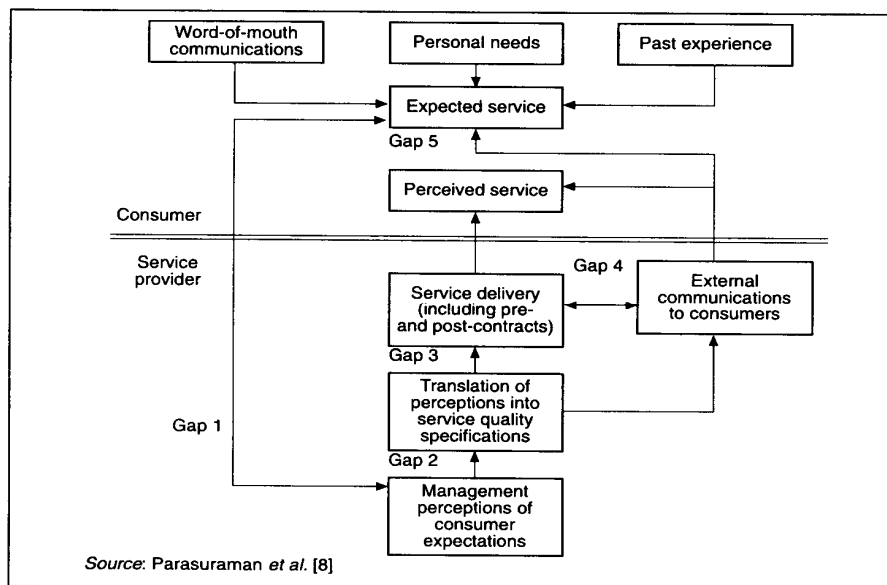 Word-of-mouth
communications
Personal needs
Past experience
Expected service
Gap 5
Perceived service
Consumer
Service
provider
Gap 4
Service delivery
(including pre-
and post-contracts)
External
communications
to consumers
Gap 3
Translation of
perceptions into
service quality
specifications
Gap 1
Gap 2
Management
perceptions of
consumer
expectations
Source: Parasuraman et al. [8]